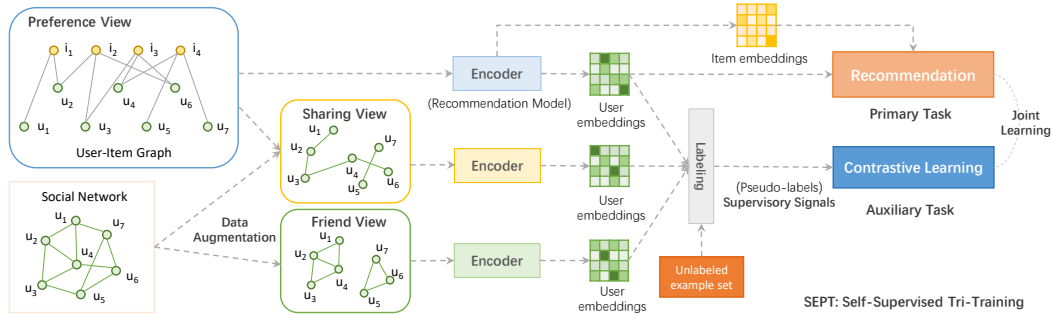 Preference View
i1 i2 i3 i4
u2 u4 u6
u1 u3 u5 u7
User-Item Graph
Social Network
u1
u7
u2
u4
u6
u3
u5
Data
Augmentation
Sharing View
u1
u7
u2
u3
u4
u6
u5
Friend View
u1
u7
u2
u6
u3
u4
u5
Encoder
(Recommendation Model)
Encoder
Encoder
User
embeddings
User
embeddings
User
embeddings
Item embeddings
Labeling
Unlabeled
example set
(Pseudo-labels)
Supervisory Signals
Recommendation
Primary Task
Joint
Learning
Contrastive Learning
Auxiliary Task
SEPT: Self-Supervised Tri-Training